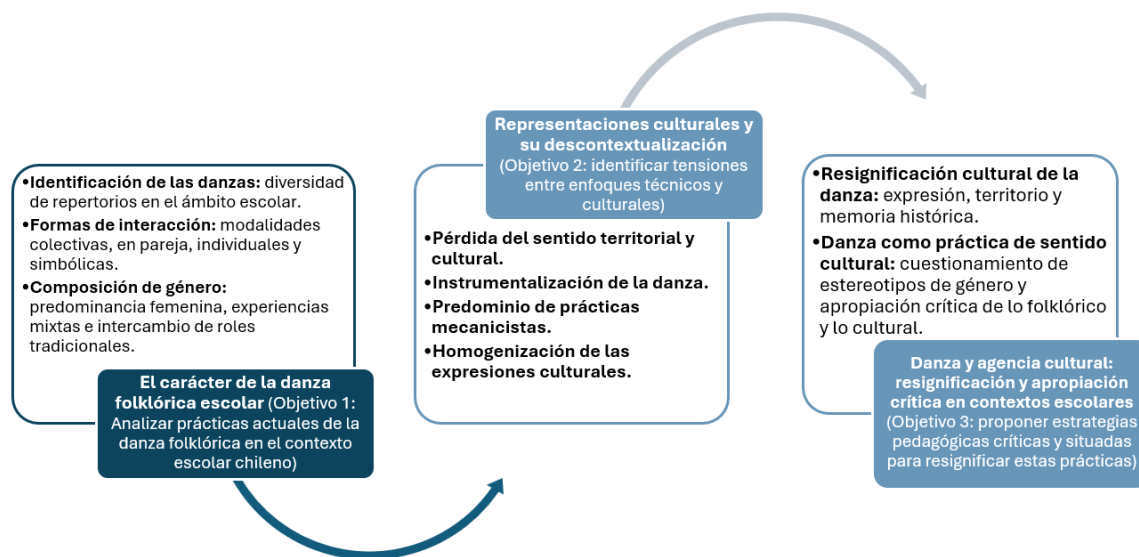 •Identificación de las danzas: diversidad
de repertorios en el ámbito escolar.
•Formas de interacción: modalidades
colectivas, en pareja, individuales y
simbólicas.
•Composición de género:
predominancia femenina, experiencias
mixtas e intercambio de roles
tradicionales.
El carácter de la danza
folklórica escolar (Objetivo 1:
Analizar prácticas actuales de la
danza folklórica en el contexto
escolar chileno)
Representaciones culturales y
su descontextualización
(Objetivo 2: identificar tensiones
entre enfoques técnicos y
culturales)
•Pérdida del sentido territorial y
cultural.
•Instrumentalización de la danza.
•Predominio de prácticas
mecanicistas.
•Homogenización de las
expresiones culturales.
•Resignificación cultural de la
danza: expresión, territorio y
memoria histórica.
•Danza como práctica de sentido
cultural: cuestionamiento de
estereotipos de género y
apropiación crítica de lo folklórico
y lo cultural.
Danza y agencia cultural:
resignificación y apropiación
crítica en contextos escolares
(Objetivo 3: proponer estrategias
pedagógicas críticas y situadas
para resignificar estas prácticas)